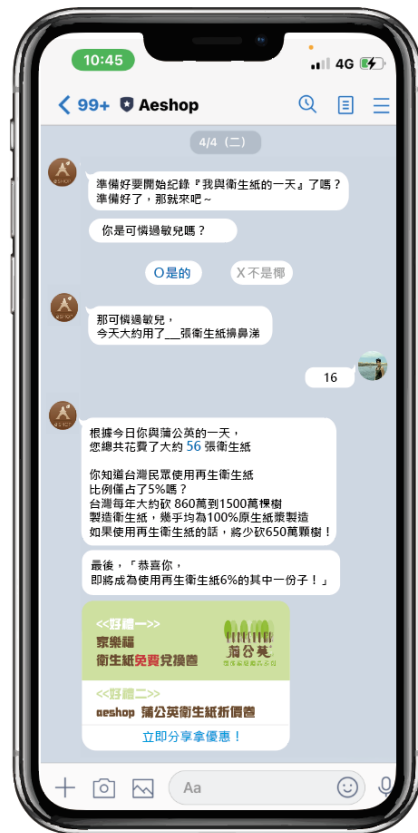 10:45
4G
99+ Aeshop
4/4（二）
準備好要開始紀錄『我與衛生紙的一天』了嗎？
準備好了，那就來吧～
你是可憐過敏兒嗎？
O是的
X不是椰
那可憐過敏兒，
今天大約用了__張衛生紙擤鼻涕
16
根據今日你與蒲公英的一天，
您總共花費了大約 56 張衛生紙
你知道台灣民眾使用再生衛生紙
比例僅占了5%嗎？
台灣每年大約砍 860萬到1500萬棵樹
製造衛生紙，幾乎均為100%原生紙漿製造
如果使用再生衛生紙的話，將少砍650萬顆樹！
最後，「恭喜你，
即將成為使用再生衛生紙6%的其中一份子！」
<<好禮一>>
家樂福
衛生紙免費兌換卷
蒲公英
<<好禮二>>
aeshop 蒲公英衛生紙折價卷
立即分享拿優惠！
Aa